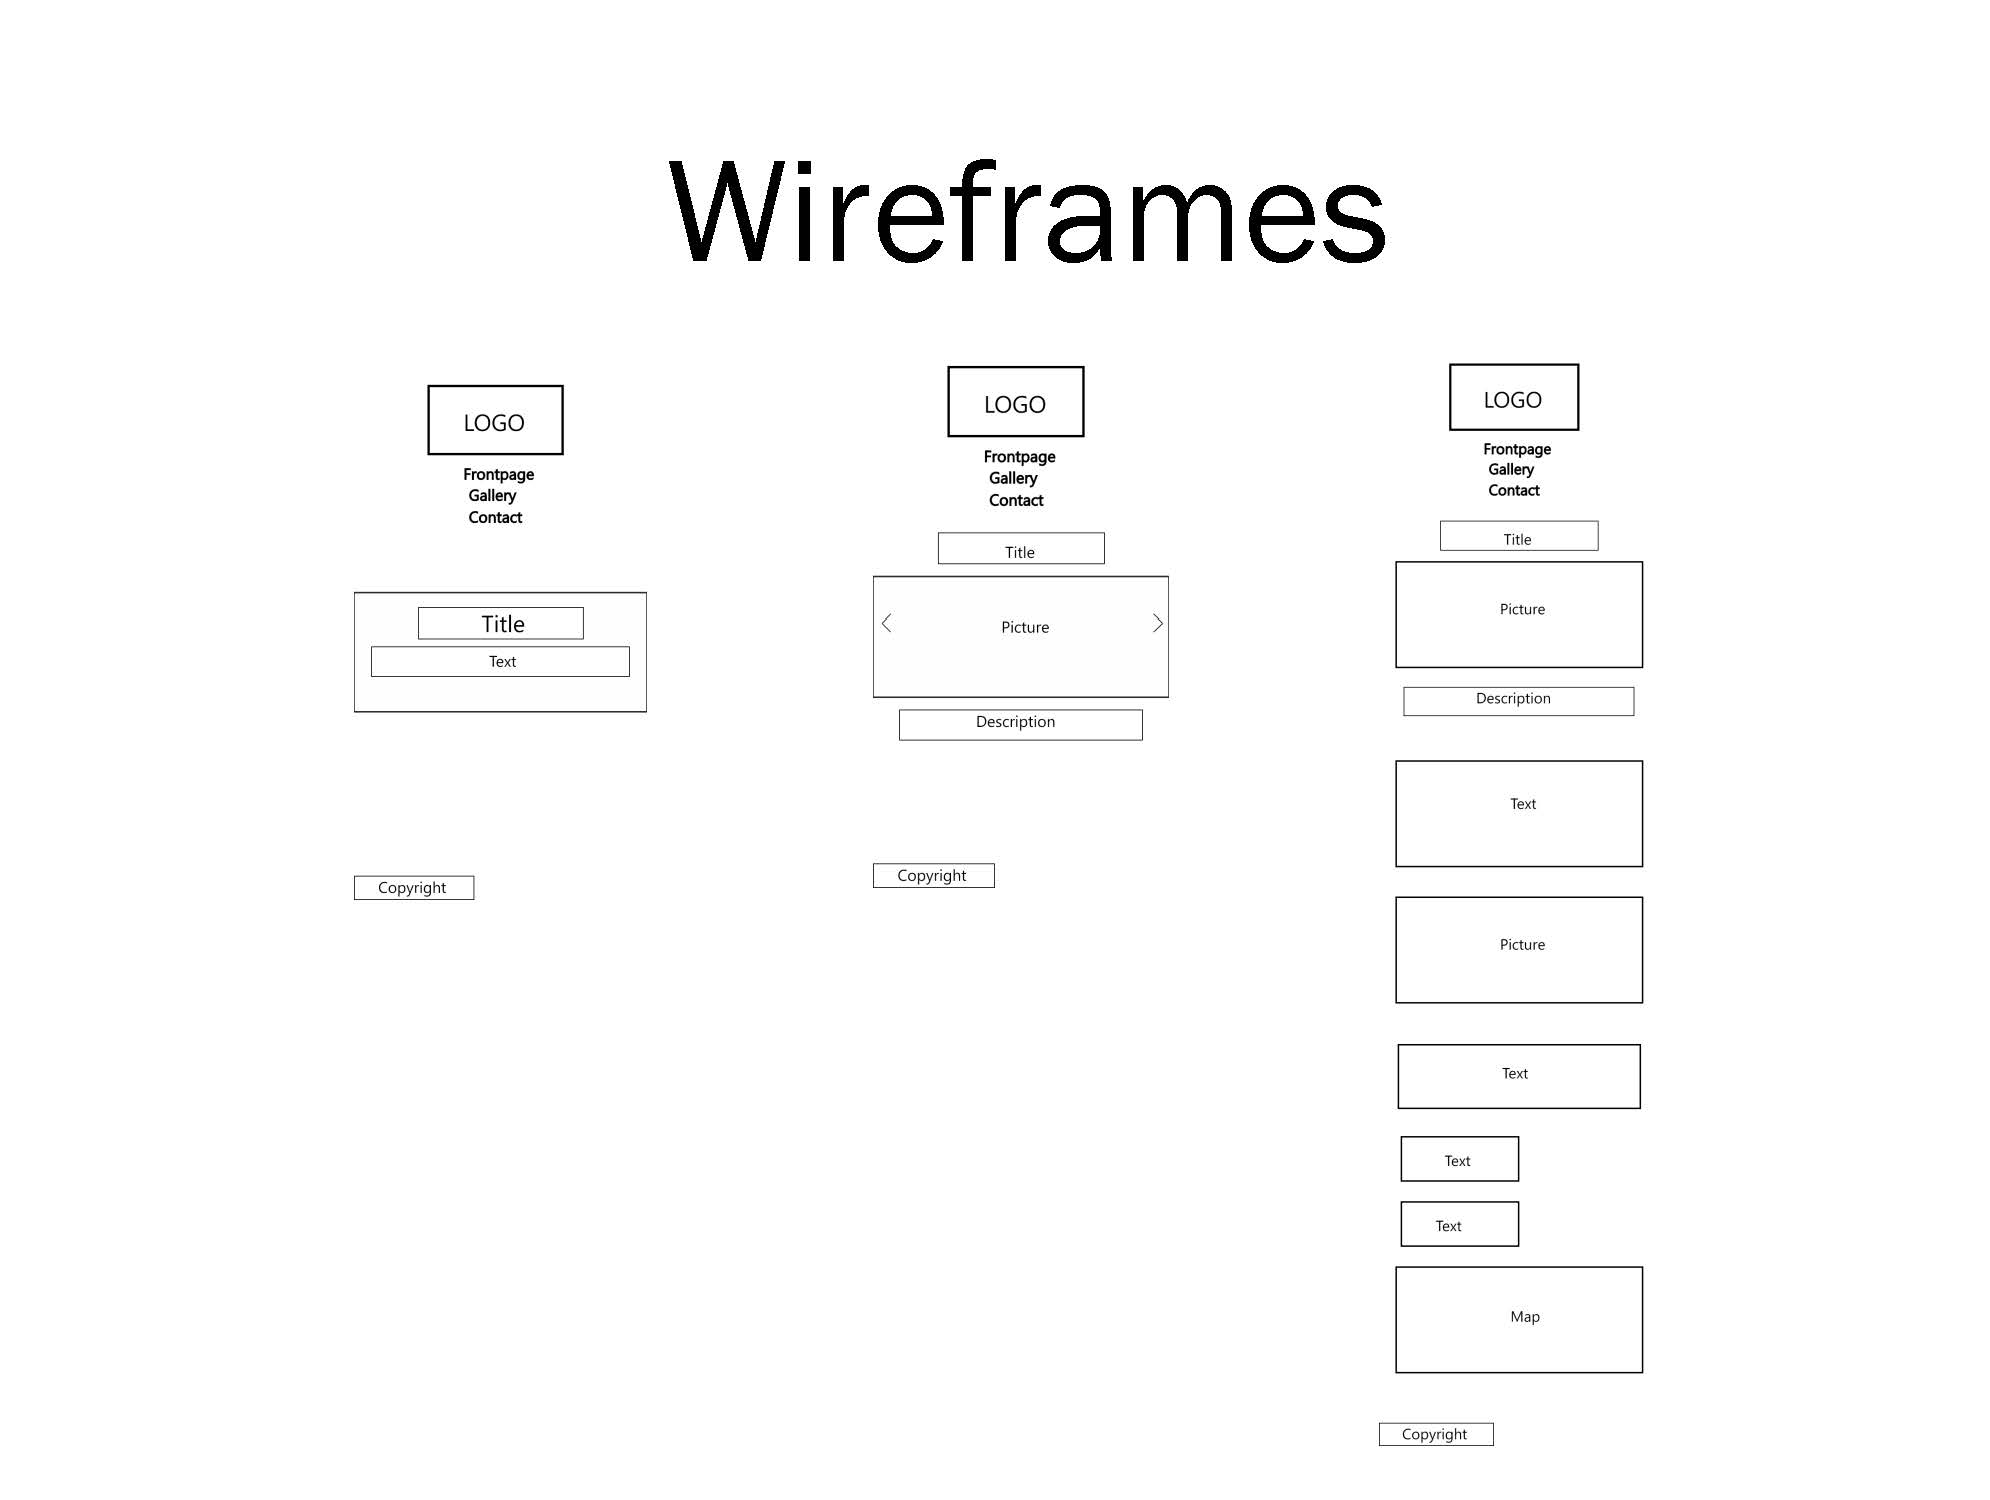 Wireframes
LOGO
Frontpage
Gallery
Contact
Title
Text
Copyright
LOGO
Frontpage
Gallery
Contact
Title
Picture
Description
Copyright
LOGO
Frontpage
Gallery
Contact
Title
Picture
Description
Text
Picture
Text
Text
Text
Map
Copyright